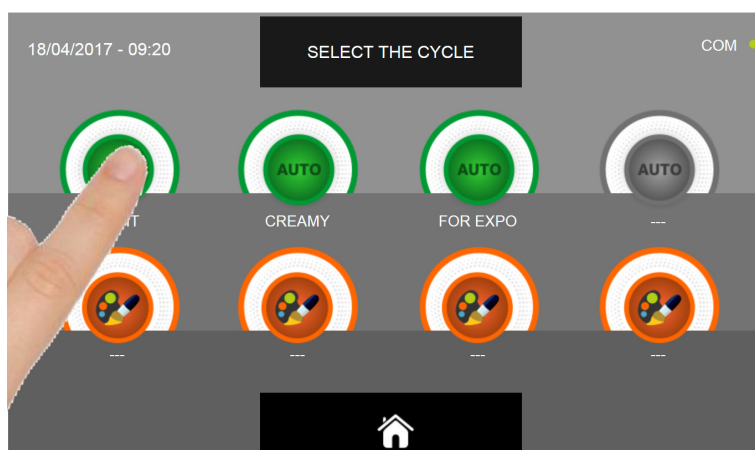 18/04/2017 - 09:20
SELECT THE CYCLE
COM
AUTO
AUTO
AUTO
CREAMY
FOR EXPO
---
---
---
---
---